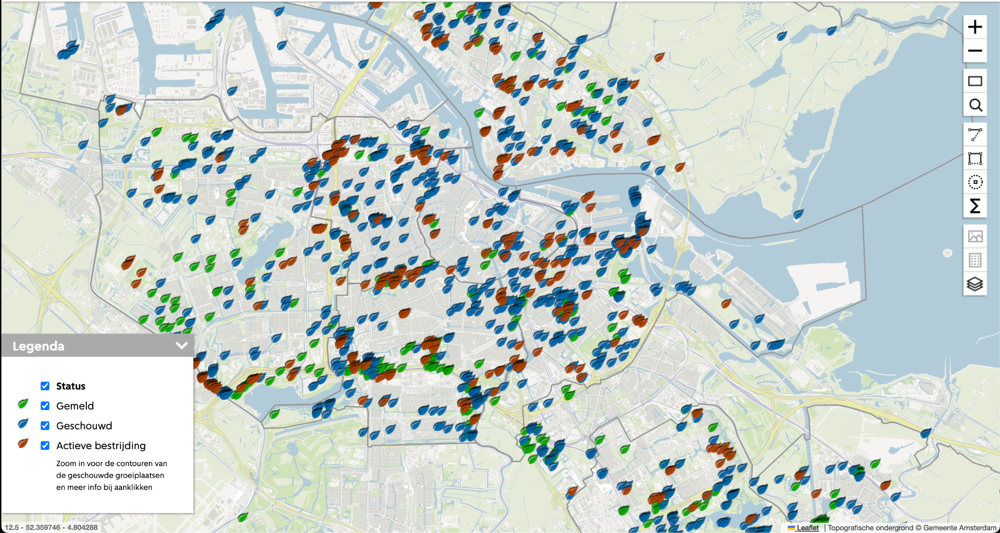 Legenda
Status
Gemeld
Geschouwd
Actieve bestrijding
Zoom in voor de contouren van
de geschouwde groeiplaatsen
en meer info bij aanklikken
12.5 - 52.359746 - 4.804288
Leaflet | Topografische ondergrond © Gemeente Amsterdam